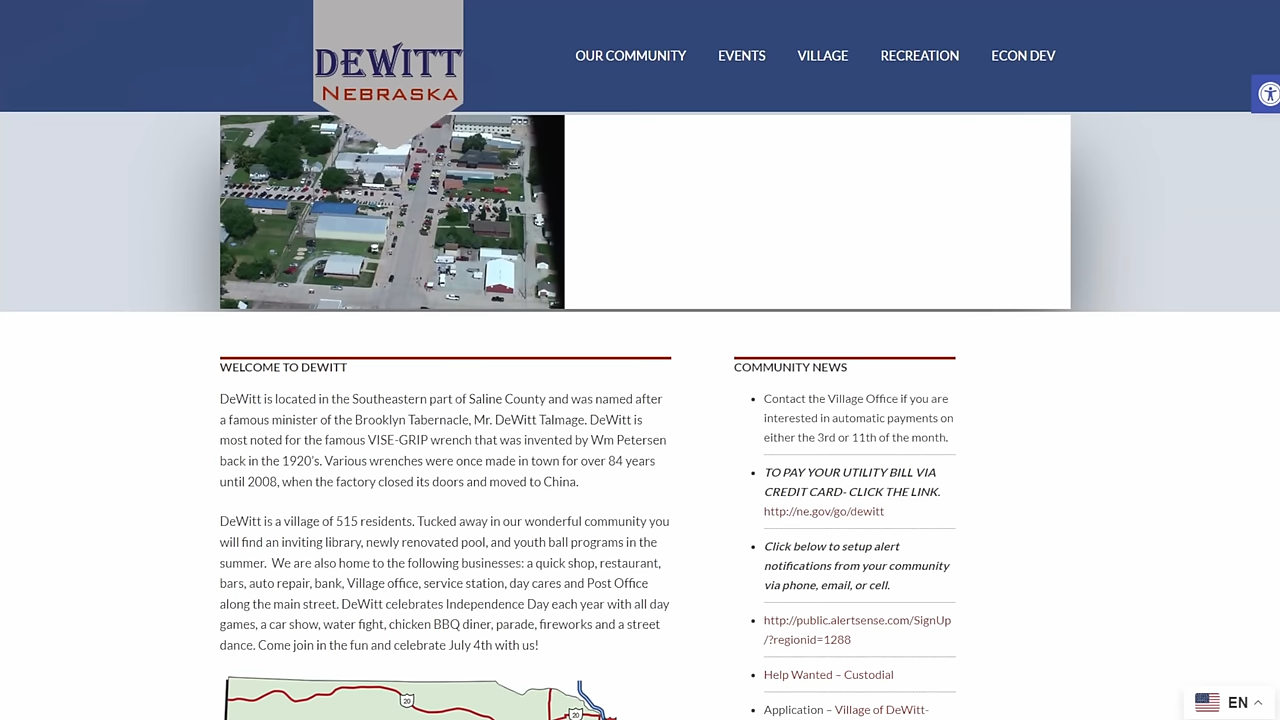 DEWITT
NEBRASKA
OUR COMMUNITY
EVENTS
VILLAGE
RECREATION
ECON DEV
WELCOME TO DEWITT
DeWitt is located in the Southeastern part of Saline County and was named after
a famous minister of the Brooklyn Tabernacle, Mr. DeWitt Talmage. DeWitt is
most noted for the famous VISE-GRIP wrench that was invented by Wm Petersen
back in the 1920's. Various wrenches were once made in town for over 84 years
until 2008, when the factory closed its doors and moved to China.
DeWitt is a village of 515 residents. Tucked away in our wonderful community you
will find an inviting library, newly renovated pool, and youth ball programs in the
summer.  We are also home to the following businesses: a quick shop, restaurant,
bars, auto repair, bank, Village office, service station, day cares and Post Office
along the main street. DeWitt celebrates Independence Day each year with all day
games, a car show, water fight, chicken BBQ diner, parade, fireworks and a street
dance. Come join in the fun and celebrate July 4th with us!
20
20
COMMUNITY NEWS
Contact the Village Office if you are
interested in automatic payments on
either the 3rd or 11th of the month.
TO PAY YOUR UTILITY BILL VIA
CREDIT CARD- CLICK THE LINK.
http://ne.gov/go/dewitt
Click below to setup alert
notifications from your community
via phone, email, or cell.
http://public.alertsense.com/SignUp
/?regionid=1288
Help Wanted – Custodial
Application – Village of DeWitt-
EN